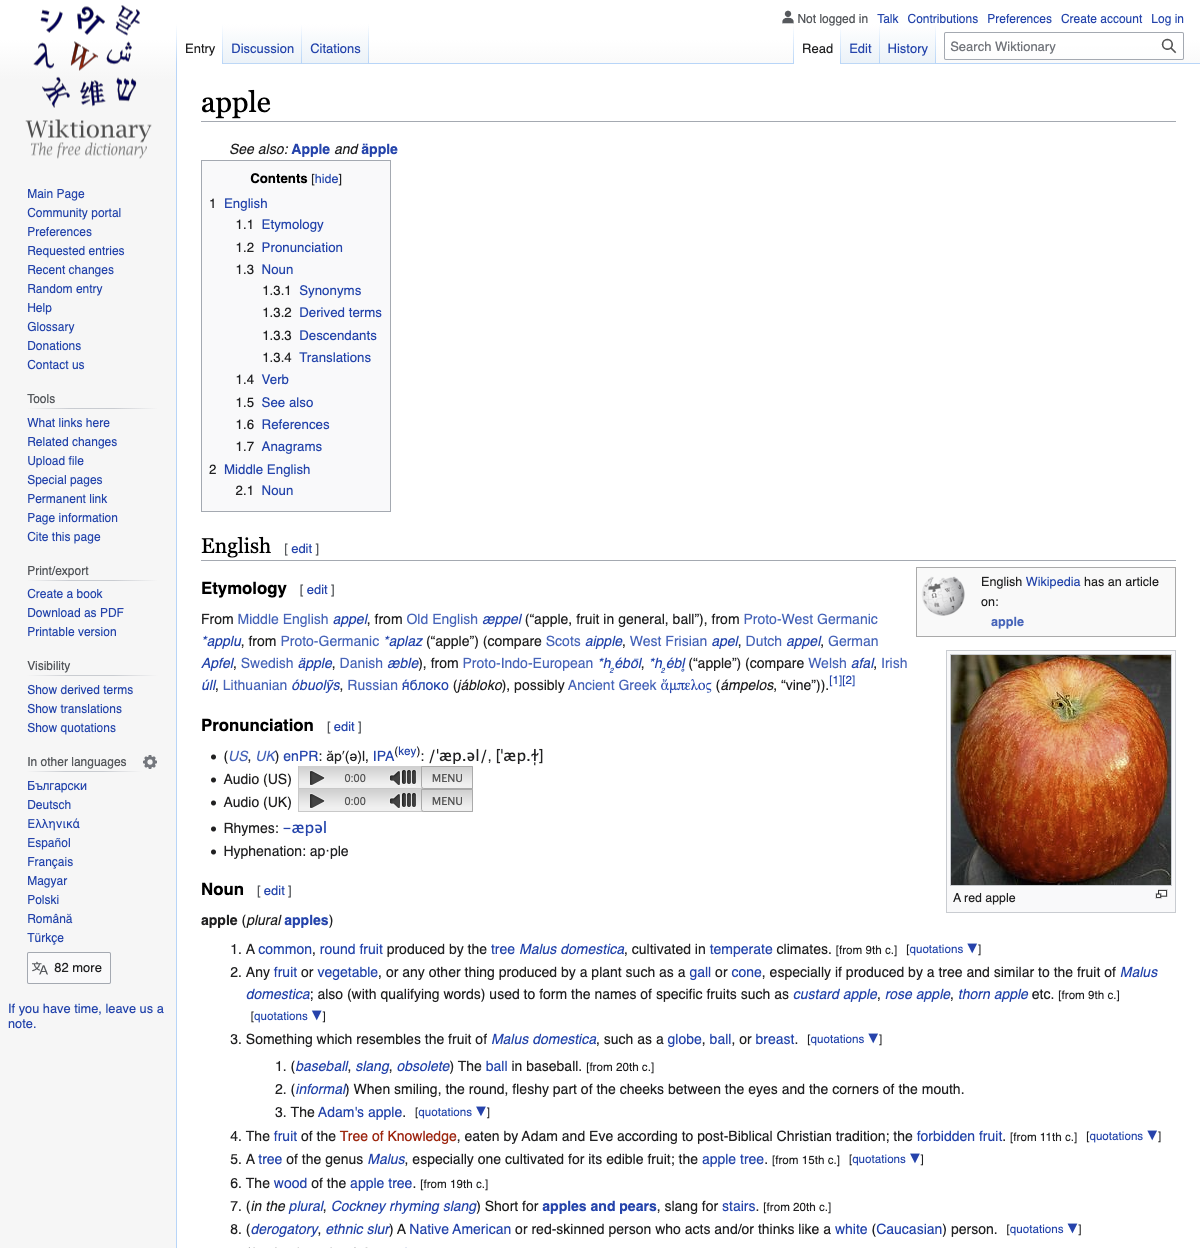 Not logged in Talk Contributions Preferences Create account Log in
Entry Discussion Citations Read Edit History Search Wiktionary
Wiktionary
The free dictionary
Main Page
Community portal
Preferences
Requested entries
Recent changes
Random entry
Help
Glossary
Donations
Contact us
Tools
What links here
Related changes
Upload file
Special pages
Permanent link
Page information
Cite this page
Print/export
Create a book
Download as PDF
Printable version
Visibility
Show derived terms
Show translations
Show quotations
In other languages
Български
Deutsch
Ελληνικά
Español
Français
Magyar
Polski
Română
Türkçe
82 more
If you have time, leave us a
note.
apple
See also: Apple and äpple
Contents [hide]
1 English
1.1 Etymology
1.2 Pronunciation
1.3 Noun
1.3.1 Synonyms
1.3.2 Derived terms
1.3.3 Descendants
1.3.4 Translations
1.4 Verb
1.5 See also
1.6 References
1.7 Anagrams
2 Middle English
2.1 Noun
English [ edit ]
English Wikipedia has an article
on:
apple
A red apple
Etymology [ edit ]
From Middle English appel, from Old English æppel (“apple, fruit in general, ball”), from Proto-West Germanic
*applu, from Proto-Germanic *aplaz (“apple”) (compare Scots aipple, West Frisian apel, Dutch appel, German
Apfel, Swedish äpple, Danish æble), from Proto-Indo-European *h₂ébōl, *h₂ébl̥ (“apple”) (compare Welsh afal, Irish
úll, Lithuanian óbuolỹs, Russian я́блоко (jábloko), possibly Ancient Greek ἄμπελος (ámpelos, “vine”)).[1][2]
Pronunciation [ edit ]
• (US, UK) enPR: ăp′(ə)l, IPA(key): /ˈæp.əl/, [ˈæp.ɫ̩]
• Audio (US) 0:00 MENU
• Audio (UK) 0:00 MENU
• Rhymes: -æpəl
• Hyphenation: ap·ple
Noun [ edit ]
apple (plural apples)
1. A common, round fruit produced by the tree Malus domestica, cultivated in temperate climates. [from 9th c.] [quotations ▼]
2. Any fruit or vegetable, or any other thing produced by a plant such as a gall or cone, especially if produced by a tree and similar to the fruit of Malus
domestica; also (with qualifying words) used to form the names of specific fruits such as custard apple, rose apple, thorn apple etc. [from 9th c.]
[quotations ▼]
3. Something which resembles the fruit of Malus domestica, such as a globe, ball, or breast. [quotations ▼]
1. (baseball, slang, obsolete) The ball in baseball. [from 20th c.]
2. (informal) When smiling, the round, fleshy part of the cheeks between the eyes and the corners of the mouth.
3. The Adam's apple. [quotations ▼]
4. The fruit of the Tree of Knowledge, eaten by Adam and Eve according to post-Biblical Christian tradition; the forbidden fruit. [from 11th c.] [quotations ▼]
5. A tree of the genus Malus, especially one cultivated for its edible fruit; the apple tree. [from 15th c.] [quotations ▼]
6. The wood of the apple tree. [from 19th c.]
7. (in the plural, Cockney rhyming slang) Short for apples and pears, slang for stairs. [from 20th c.]
8. (derogatory, ethnic slur) A Native American or red-skinned person who acts and/or thinks like a white (Caucasian) person. [quotations ▼]